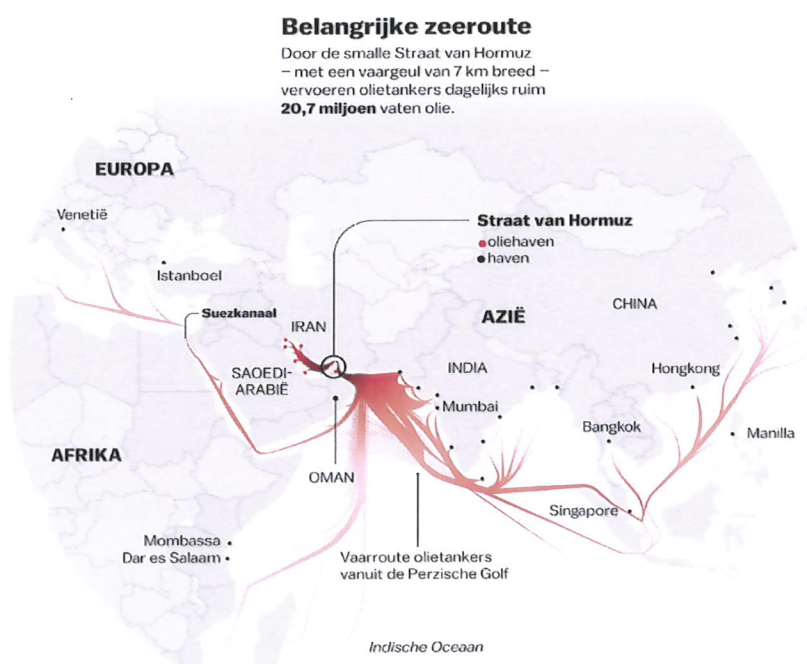 Belangrijke zeeroute
Door de smalle Straat van Hormuz
– met een vaargeul van 7 km breed –
vervoeren olietankers dagelijks ruim
20,7 miljoen vaten olie.
EUROPA
Venetië
Istanboel
Suezkanaal
Straat van Hormuz
oliehaven
haven
IRAN
AZIË
CHINA
SAOEDI-
ARABIË
INDIA
Hongkong
Mumbai
Bangkok
Manilla
AFRIKA
OMAN
Singapore
Mombassa
Dar es Salaam
Vaarroute olietankers
vanuit de Perzische Golf
Indische Oceaan